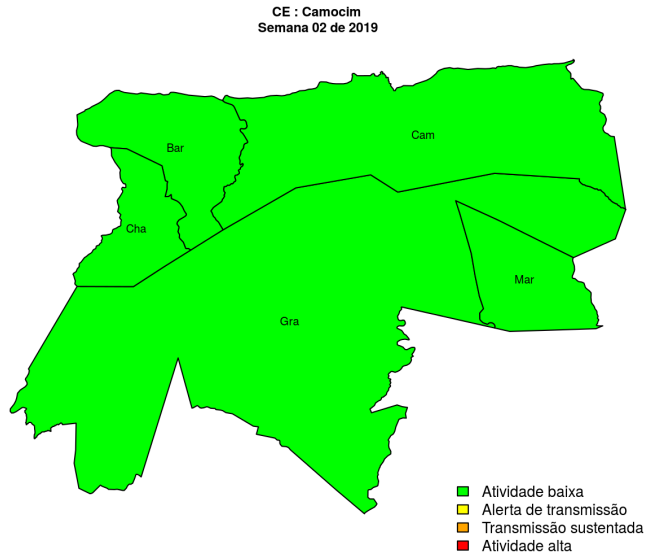 CE : Camocim
Semana 02 de 2019
Bar
Cam
Cha
Mar
Gra
Atividade baixa
Alerta de transmissão
Transmissão sustentada
Atividade alta